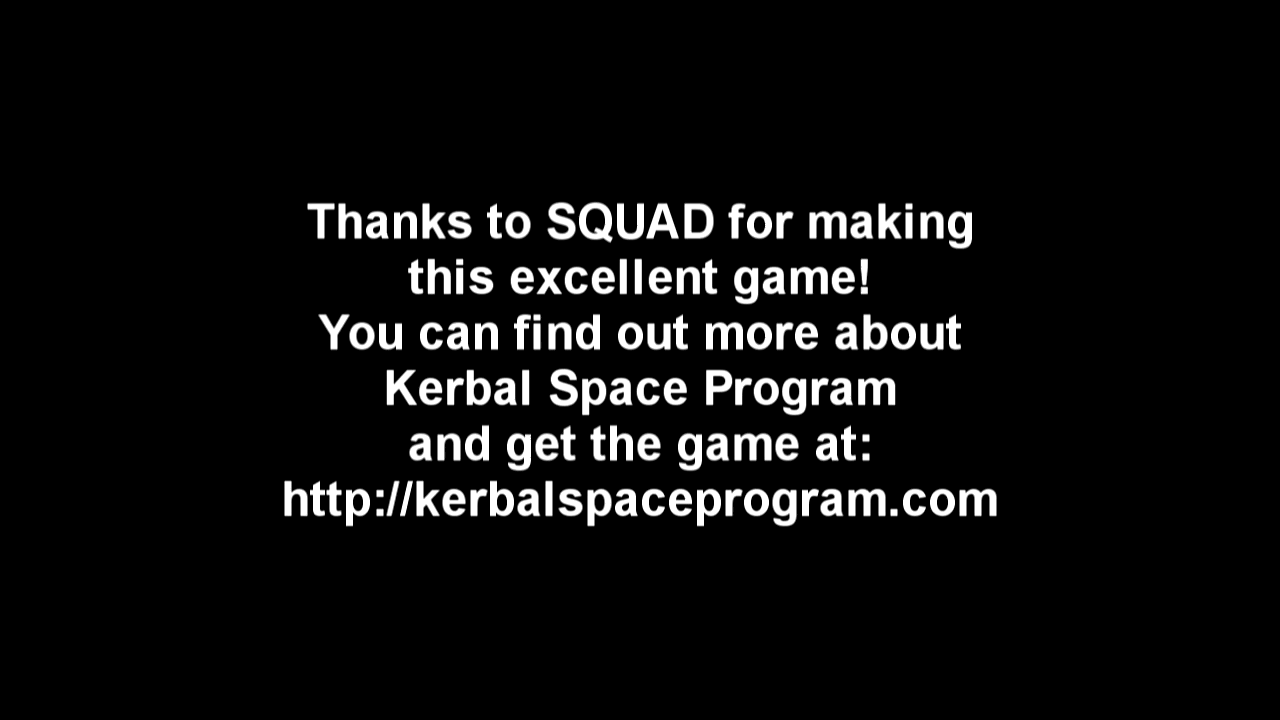 Thanks to SQUAD for making
this excellent game!
You can find out more about
Kerbal Space Program
and get the game at:
http://kerbalspaceprogram.com